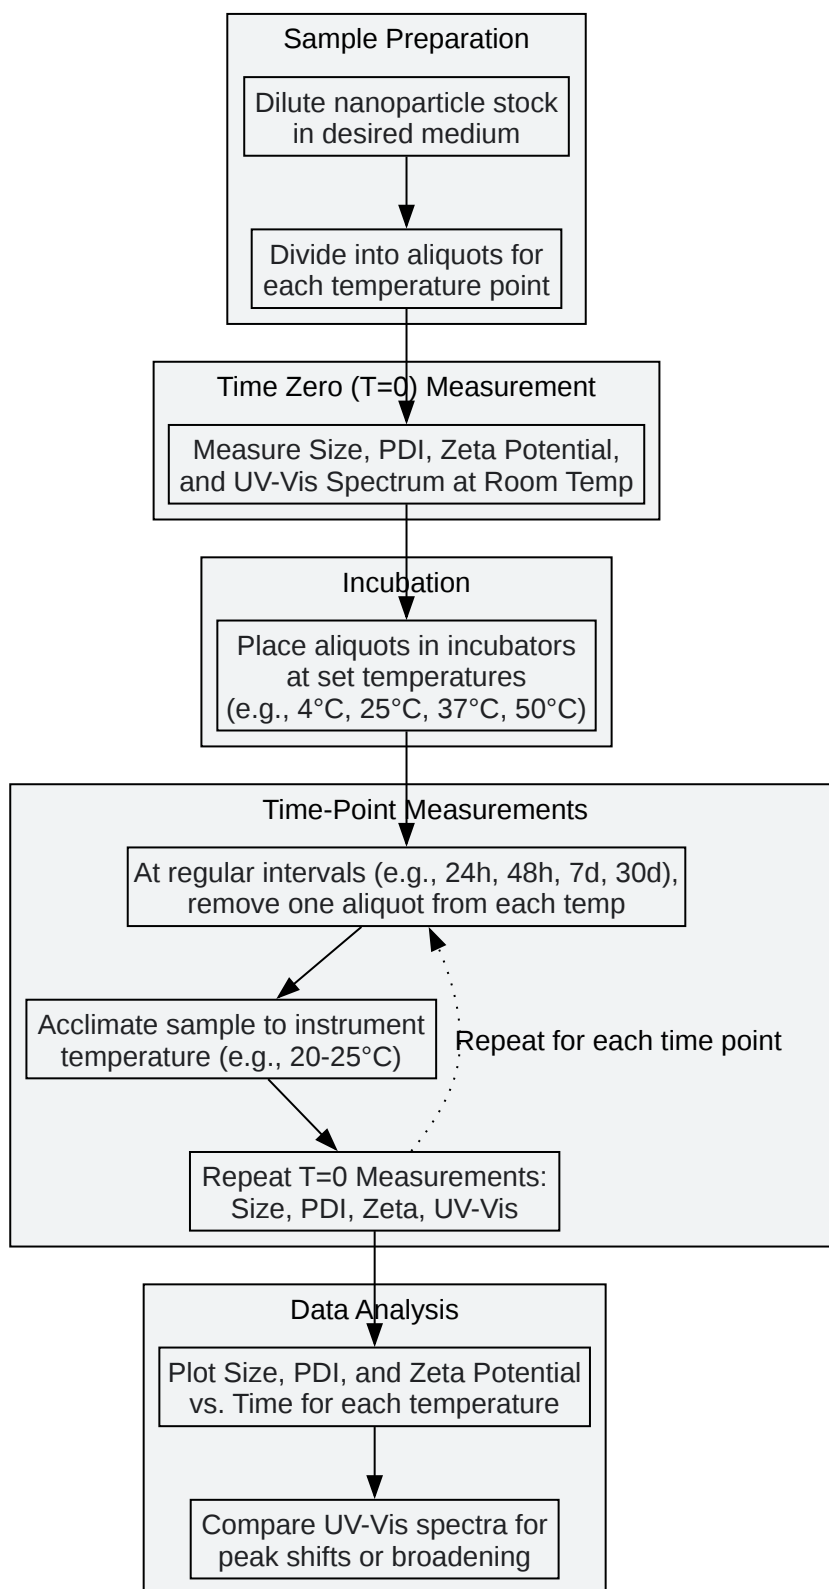 Sample Preparation
Dilute nanoparticle stock
in desired medium
Divide into aliquots for
each temperature point
Time Zero (T=0) Measurement
Measure Size, PDI, Zeta Potential,
and UV-Vis Spectrum at Room Temp
Incubation
Place aliquots in incubators
at set temperatures
(e.g., 4°C, 25°C, 37°C, 50°C)
Time-Point Measurements
At regular intervals (e.g., 24h, 48h, 7d, 30d),
remove one aliquot from each temp
Acclimate sample to instrument
temperature (e.g., 20-25°C)
Repeat for each time point
Repeat T=0 Measurements:
Size, PDI, Zeta, UV-Vis
Data Analysis
Plot Size, PDI, and Zeta Potential
vs. Time for each temperature
Compare UV-Vis spectra for
peak shifts or broadening